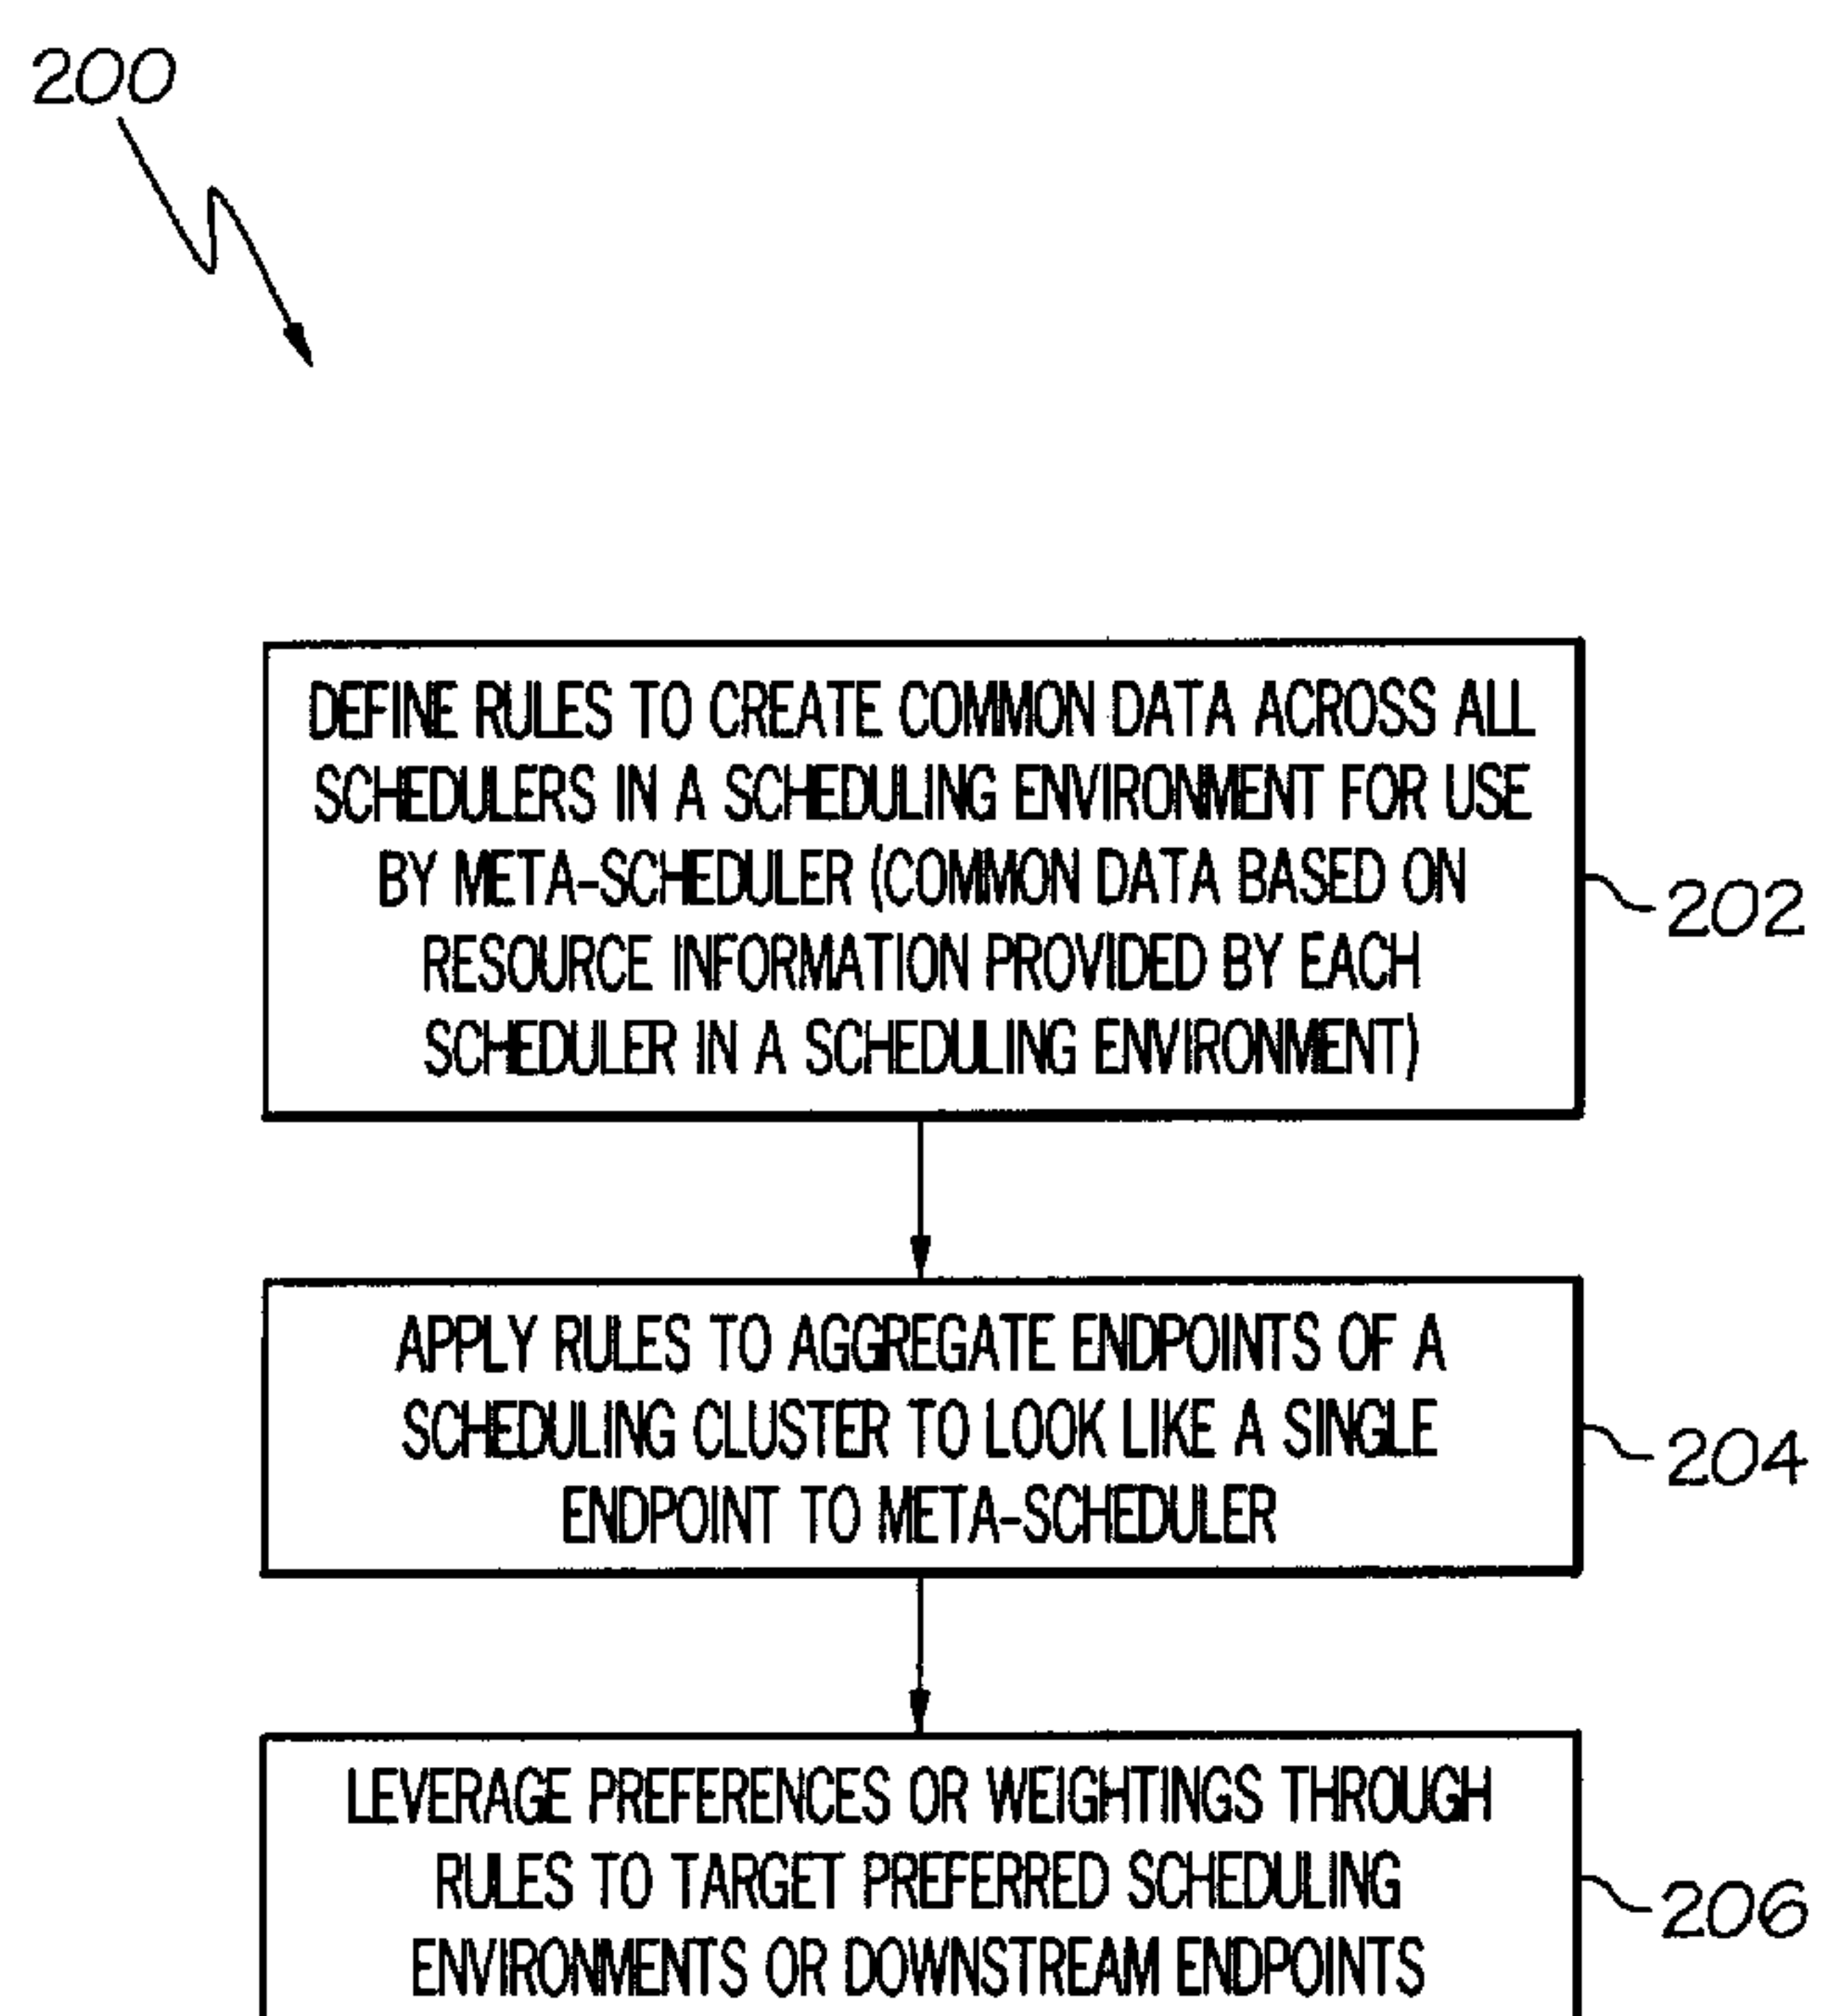 200
DEFINE RULES TO CREATE COMMON DATA ACROSS ALL
SCHEDULERS IN A SCHEDULING ENVIRONMENT FOR USE
BY META-SCHEDULER (COMMON DATA BASED ON
RESOURCE INFORMATION PROVIDED BY EACH
SCHEDULER IN A SCHEDULING ENVIRONMENT)
202
APPLY RULES TO AGGREGATE ENDPOINTS OF A
SCHEDULING CLUSTER TO LOOK LIKE A SINGLE
ENDPOINT TO META-SCHEDULER
204
LEVERAGE PREFERENCES OR WEIGHTINGS THROUGH
RULES TO TARGET PREFERRED SCHEDULING
ENVIRONMENTS OR DOWNSTREAM ENDPOINTS
206